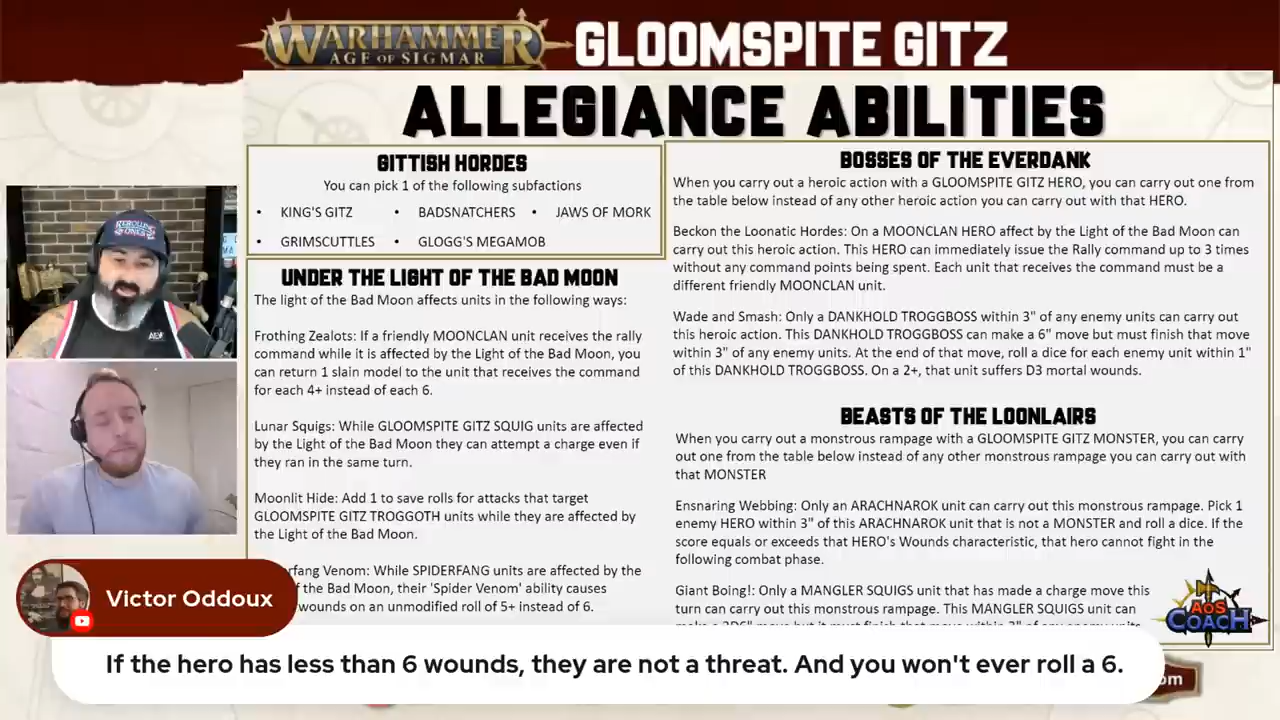 WARHAMMER
AGE OF SIGMAR
GLOOMSPITE GITZ
ALLEGIANCE ABILITIES
GITTISH HORDES
You can pick 1 of the following subfactions
• KING'S GITZ • BADSNATCHERS • JAWS OF MORK
• GRIMSCUTTLES • GLOGG'S MEGAMOB
UNDER THE LIGHT OF THE BAD MOON
The light of the Bad Moon affects units in the following ways:
Frothing Zealots: If a friendly MOONCLAN unit receives the rally
command while it is affected by the Light of the Bad Moon, you
can return 1 slain model to the unit that receives the command
for each 4+ instead of each 6.
Lunar Squigs: While GLOOMSPITE GITZ SQUIG units are affected
by the Light of the Bad Moon they can attempt a charge even if
they ran in the same turn.
Moonlit Hide: Add 1 to save rolls for attacks that target
GLOOMSPITE GITZ TROGGOTH units while they are affected by
the Light of the Bad Moon.
rfang Venom: While SPIDERFANG units are affected by the
f the Bad Moon, their 'Spider Venom' ability causes
wounds on an unmodified roll of 5+ instead of 6.
BOSSES OF THE EVERDANK
When you carry out a heroic action with a GLOOMSPITE GITZ HERO, you can carry out one from
the table below instead of any other heroic action you can carry out with that HERO.
Beckon the Loonatic Hordes: On a MOONCLAN HERO affect by the Light of the Bad Moon can
carry out this heroic action. This HERO can immediately issue the Rally command up to 3 times
without any command points being spent. Each unit that receives the command must be a
different friendly MOONCLAN unit.
Wade and Smash: Only a DANKHOLD TROGGBOSS within 3" of any enemy units can carry out
this heroic action. This DANKHOLD TROGGBOSS can make a 6" move but must finish that move
within 3" of any enemy units. At the end of that move, roll a dice for each enemy unit within 1"
of this DANKHOLD TROGGBOSS. On a 2+, that unit suffers D3 mortal wounds.
BEASTS OF THE LOONLAIRS
When you carry out a monstrous rampage with a GLOOMSPITE GITZ MONSTER, you can carry
out one from the table below instead of any other monstrous rampage you can carry out with
that MONSTER
Ensnaring Webbing: Only an ARACHNAROK unit can carry out this monstrous rampage. Pick 1
enemy HERO within 3" of this ARACHNAROK unit that is not a MONSTER and roll a dice. If the
score equals or exceeds that HERO's Wounds characteristic, that hero cannot fight in the
following combat phase.
Giant Boing!: Only a MANGLER SQUIGS unit that has made a charge move this
turn can carry out this monstrous rampage. This MANGLER SQUIGS unit can
make a 2D6" move but it must finish that move within 3" of any enemy units
AOS
COACH
Victor Oddoux
If the hero has less than 6 wounds, they are not a threat. And you won't ever roll a 6.
om